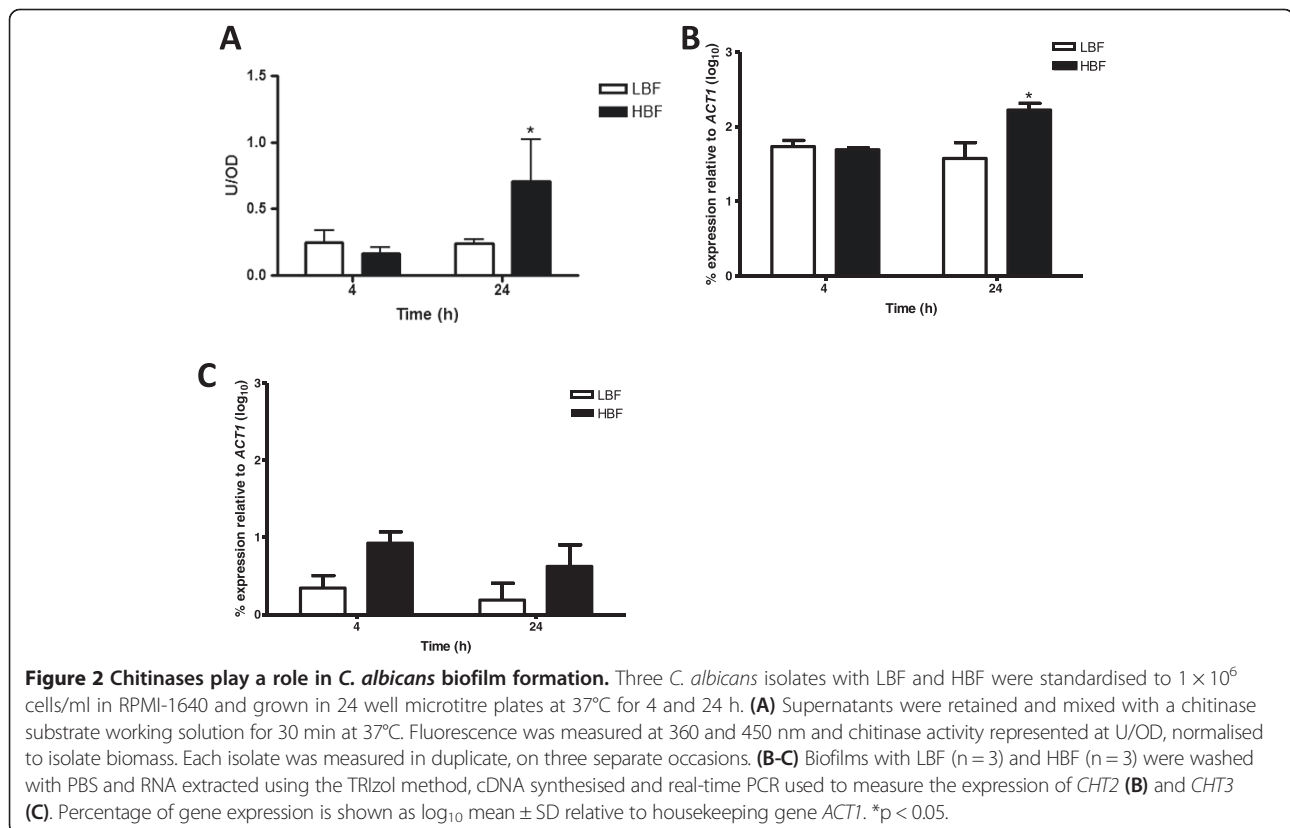 A
LBF
HBF
1.5
1.0
0.5
0.0
U/OD
*
4
24
Time (h)
B
LBF
HBF
3
2
1
0
% expression relative to ACT1 (log10)
*
4
24
Time (h)
C
LBF
HBF
3
2
1
0
% expression relative to ACT1 (log10)
4
24
Time (h)
Figure 2 Chitinases play a role in C. albicans biofilm formation. Three C. albicans isolates with LBF and HBF were standardised to 1 × 10⁶
cells/ml in RPMI-1640 and grown in 24 well microtitre plates at 37°C for 4 and 24 h. (A) Supernatants were retained and mixed with a chitinase
substrate working solution for 30 min at 37°C. Fluorescence was measured at 360 and 450 nm and chitinase activity represented at U/OD, normalised
to isolate biomass. Each isolate was measured in duplicate, on three separate occasions. (B-C) Biofilms with LBF (n = 3) and HBF (n = 3) were washed
with PBS and RNA extracted using the TRIzol method, cDNA synthesised and real-time PCR used to measure the expression of CHT2 (B) and CHT3
(C). Percentage of gene expression is shown as log₁₀ mean ± SD relative to housekeeping gene ACT1. *p < 0.05.